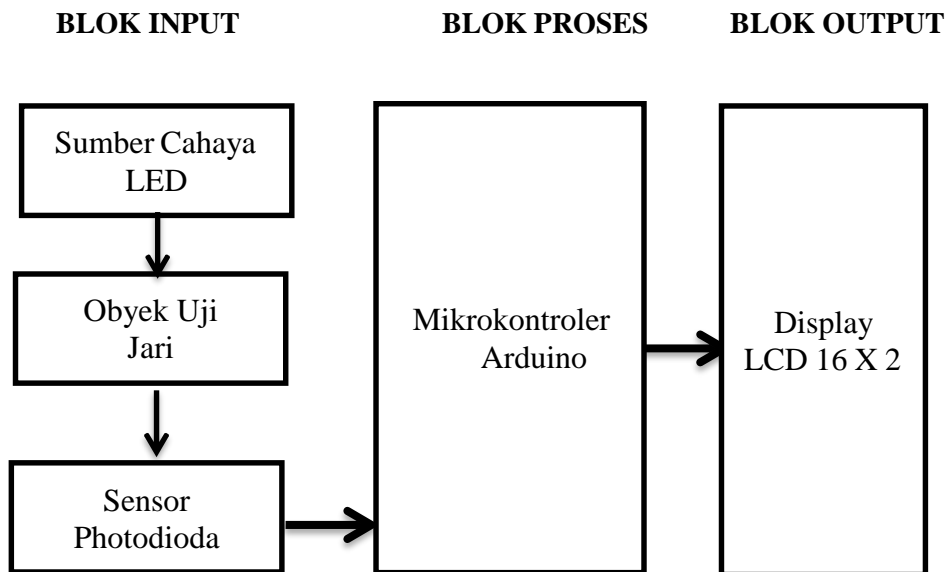 BLOK INPUT
BLOK PROSES
BLOK OUTPUT
Sumber Cahaya
LED
Obyek Uji
Jari
Sensor
Photodioda
Mikrokontroler
Arduino
Display
LCD 16 X 2